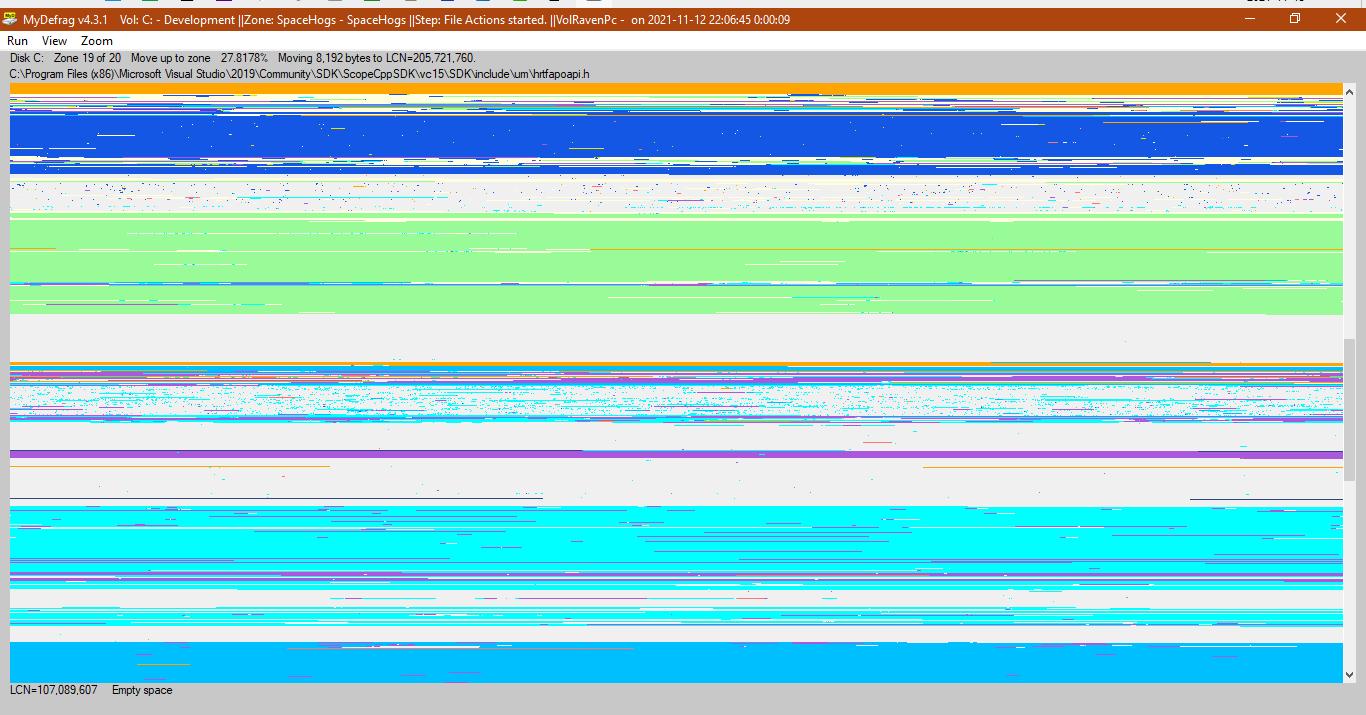 MyDefrag v4.3.1 Vol: C: - Development ||Zone: SpaceHogs - SpaceHogs ||Step: File Actions started. ||VolRavenPc - on 2021-11-12 22:06:45 0:00:09
Run View Zoom
Disk C: Zone 19 of 20 Move up to zone 27.8178% Moving 8,192 bytes to LCN=205,721,760.
C:\Program Files (x86)\Microsoft Visual Studio\2019\Community\SDK\ScopeCppSDK\vc15\SDK\include\um\hrtfapoapi.h
LCN=107,089,607 Empty space